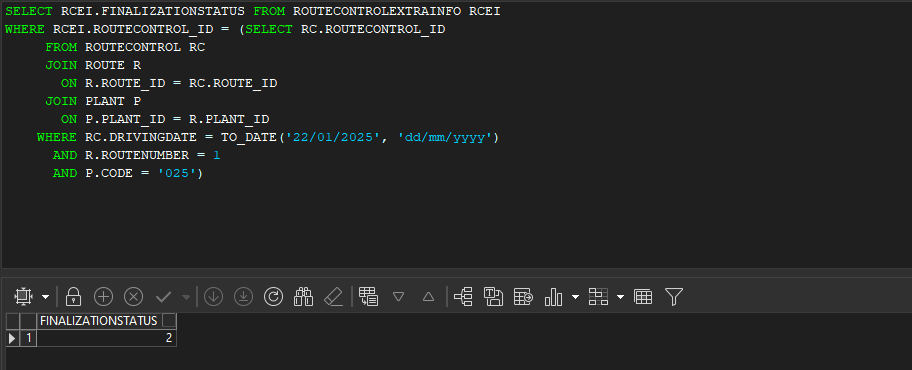 SELECT RCEI.FINALIZATIONSTATUS FROM ROUTECONTROLEXTRAINFO RCEI
WHERE RCEI.ROUTECONTROL_ID = (SELECT RC.ROUTECONTROL_ID
FROM ROUTECONTROL RC
JOIN ROUTE R
ON R.ROUTE_ID = RC.ROUTE_ID
JOIN PLANT P
ON P.PLANT_ID = R.PLANT_ID
WHERE RC.DRIVINGDATE = TO_DATE('22/01/2025', 'dd/mm/yyyy')
AND R.ROUTENUMBER = 1
AND P.CODE = '025')
FINALIZATIONSTATUS
1 2